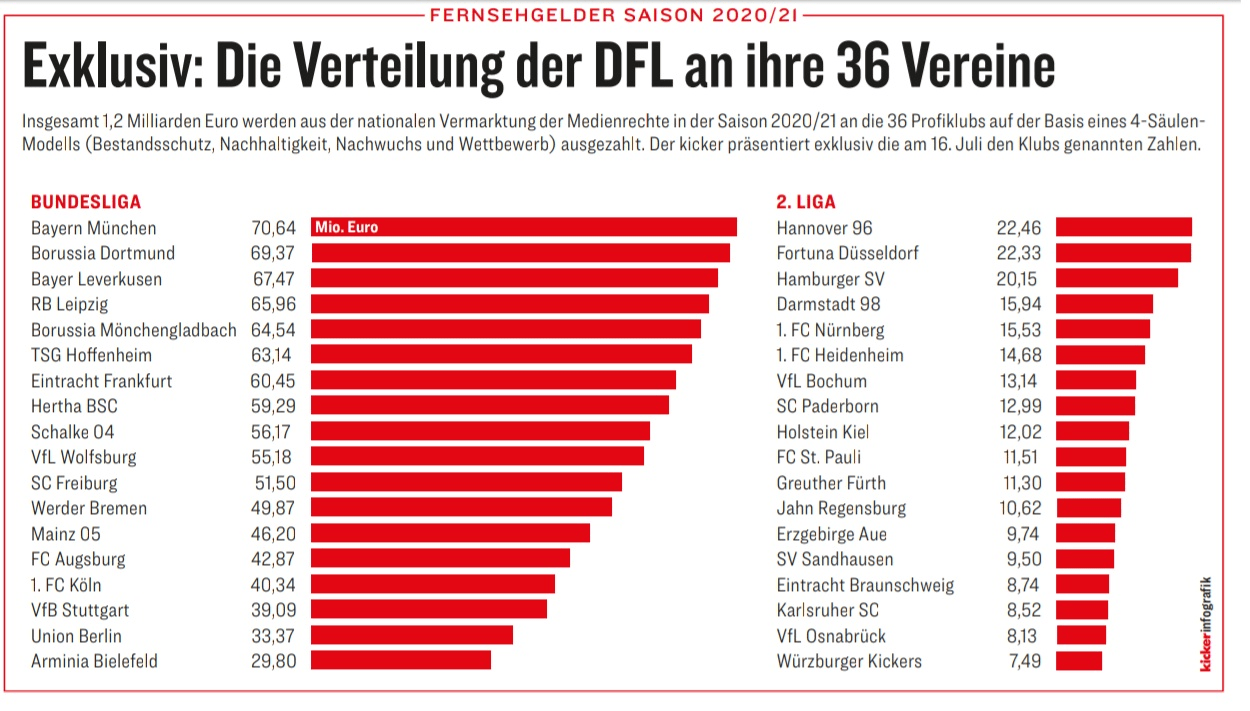 FERNSEHGELDER SAISON 2020/21
Exklusiv: Die Verteilung der DFL an ihre 36 Vereine
Insgesamt 1,2 Milliarden Euro werden aus der nationalen Vermarktung der Medienrechte in der Saison 2020/21 an die 36 Profiklubs auf der Basis eines 4-Säulen-
Modells (Bestandsschutz, Nachhaltigkeit, Nachwuchs und Wettbewerb) ausgezahlt. Der kicker präsentiert exklusiv die am 16. Juli den Klubs genannten Zahlen.
BUNDESLIGA
Bayern München 70,64 Mio. Euro
Borussia Dortmund 69,37
Bayer Leverkusen 67,47
RB Leipzig 65,96
Borussia Mönchengladbach 64,54
TSG Hoffenheim 63,14
Eintracht Frankfurt 60,45
Hertha BSC 59,29
Schalke 04 56,17
VfL Wolfsburg 55,18
SC Freiburg 51,50
Werder Bremen 49,87
Mainz 05 46,20
FC Augsburg 42,87
1. FC Köln 40,34
VfB Stuttgart 39,09
Union Berlin 33,37
Arminia Bielefeld 29,80
2. LIGA
Hannover 96 22,46
Fortuna Düsseldorf 22,33
Hamburger SV 20,15
Darmstadt 98 15,94
1. FC Nürnberg 15,53
1. FC Heidenheim 14,68
VfL Bochum 13,14
SC Paderborn 12,99
Holstein Kiel 12,02
FC St. Pauli 11,51
Greuther Fürth 11,30
Jahn Regensburg 10,62
Erzgebirge Aue 9,74
SV Sandhausen 9,50
Eintracht Braunschweig 8,74
Karlsruher SC 8,52
VfL Osnabrück 8,13
Würzburger Kickers 7,49
kickerinfografik